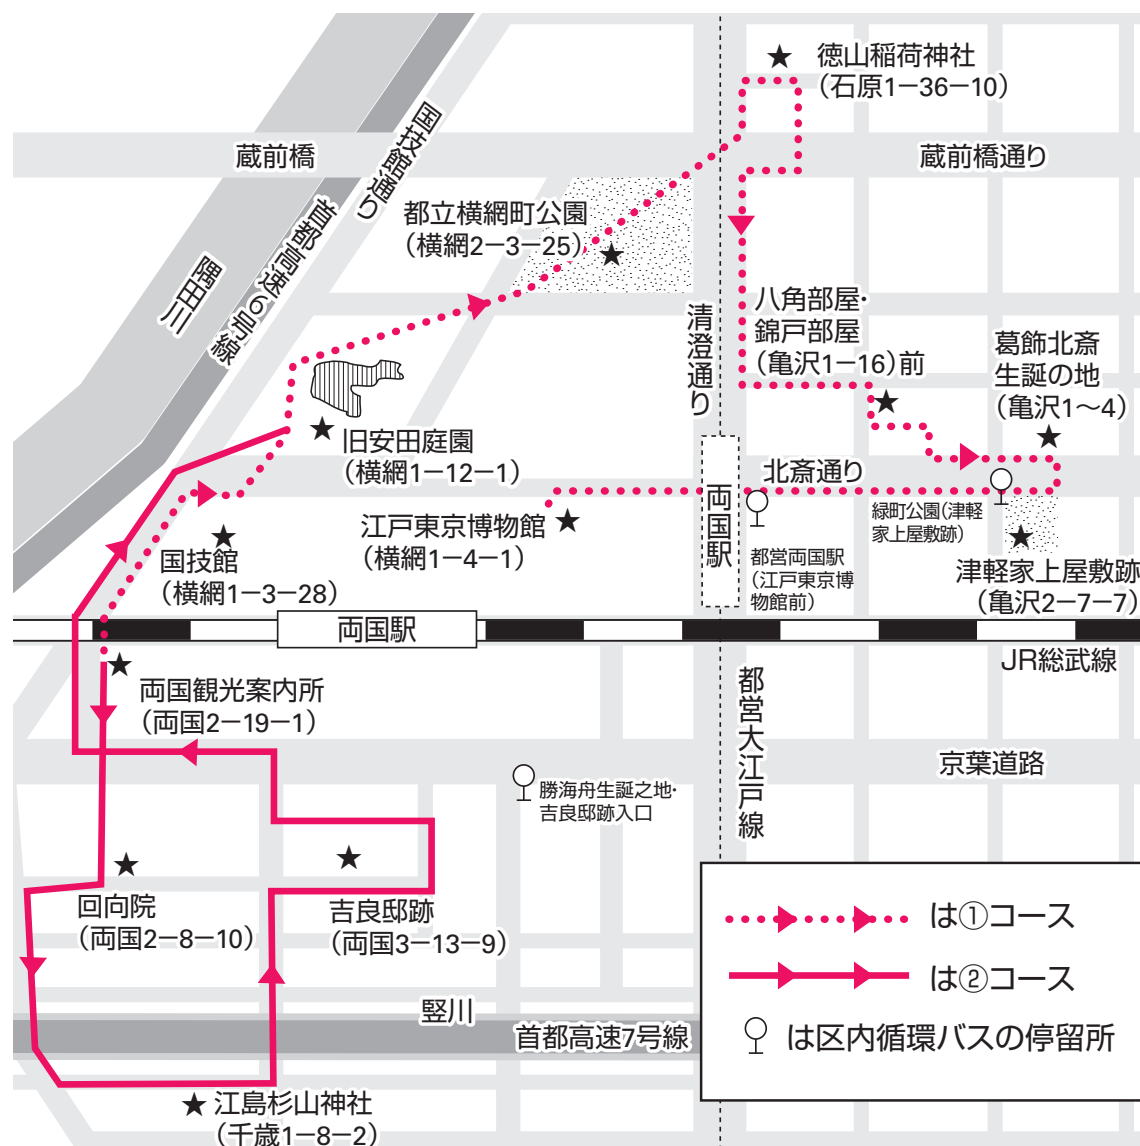 徳山稲荷神社
(石原1−36−10)
国技館通り
蔵前橋
蔵前橋通り
首都高速6号線
隅田川
都立横網町公園
(横網2−3−25)
八角部屋・
錦戸部屋
(亀沢1−16)前
清澄通り
葛飾北斎
生誕の地
(亀沢1〜4)
旧安田庭園
(横網1−12−1)
北斎通り
両国駅
江戸東京博物館
(横網1−4−1)
緑町公園(津軽
家上屋敷跡)
都営両国駅
(江戸東京博
物館前)
国技館
(横網1−3−28)
津軽家上屋敷跡
(亀沢2−7−7)
両国駅
JR総武線
両国観光案内所
(両国2−19−1)
都営大江戸線
京葉道路
勝海舟生誕之地・
吉良邸跡入口
回向院
(両国2−8−10)
吉良邸跡
(両国3−13−9)
は①コース
は②コース
は区内循環バスの停留所
竪川
首都高速7号線
江島杉山神社
(千歳1−8−2)